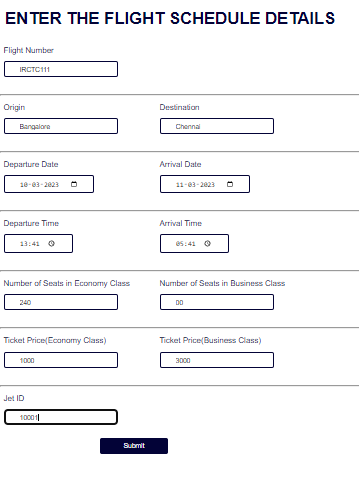 ENTER THE FLIGHT SCHEDULE DETAILS
Flight Number
IRCTC111
Origin Destination
Bangalore Chennai
Departure Date Arrival Date
10-03-2023 11-03-2023
Departure Time Arrival Time
13:41 05:41
Number of Seats in Economy Class Number of Seats in Business Class
240 00
Ticket Price(Economy Class) Ticket Price(Business Class)
1000 3000
Jet ID
10001
Submit